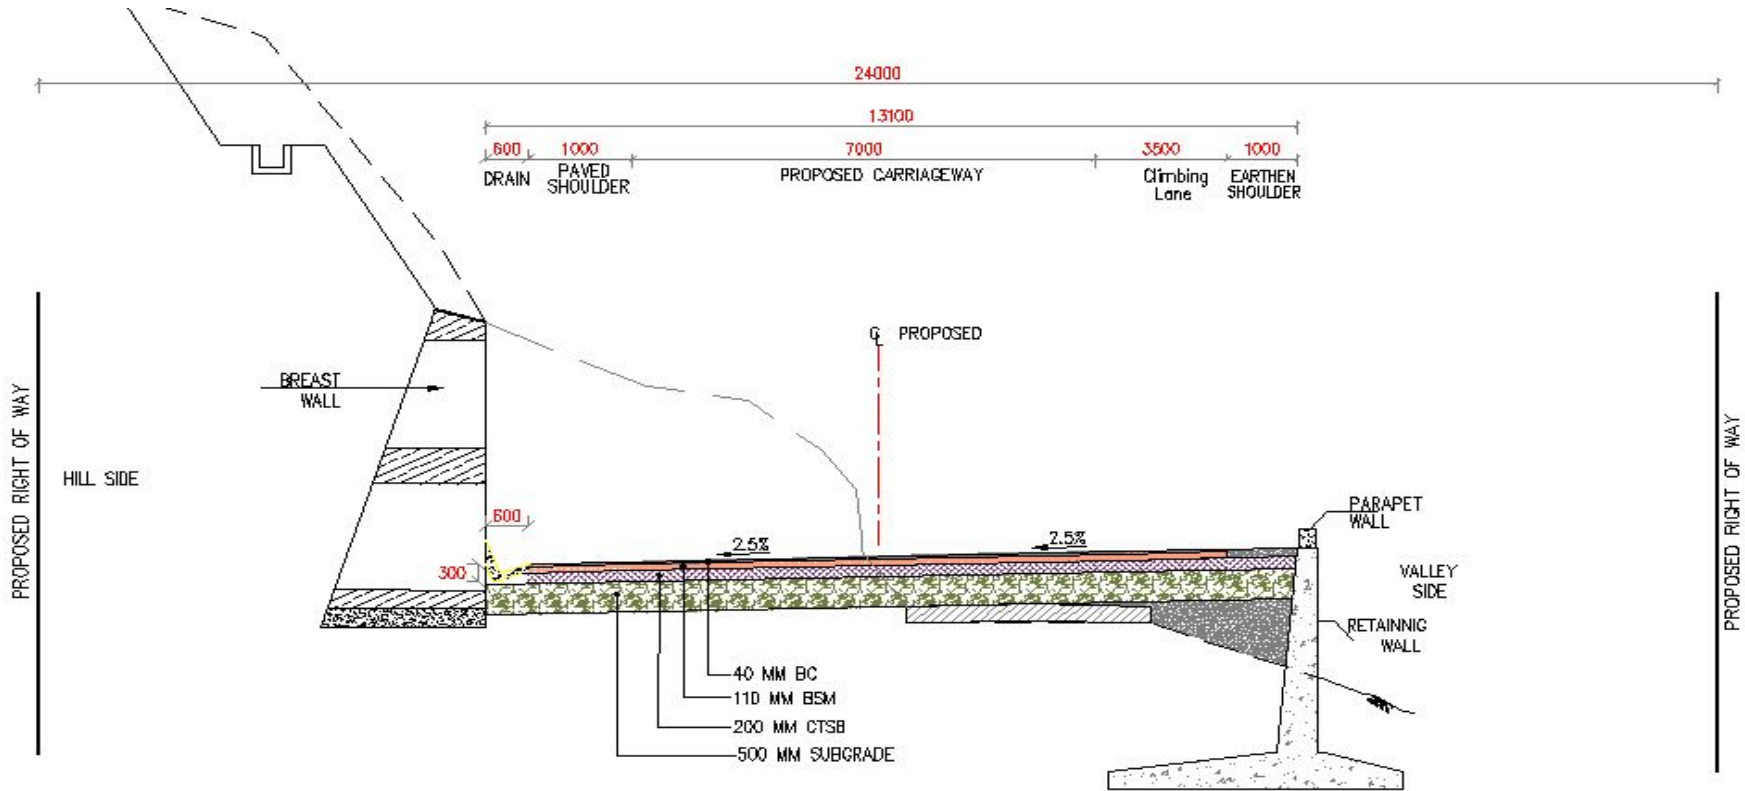 24000
13100
600 1000 7000 3500 1000
DRAIN
PAVED
SHOULDER
PROPOSED CARRIAGEWAY
Climbing
Lane
EARTHEN
SHOULDER
℄ PROPOSED
BREAST
WALL
PROPOSED RIGHT OF WAY
HILL SIDE
600
300
2.5%
2.5%
PARAPET
WALL
VALLEY
SIDE
RETAINNIG
WALL
PROPOSED RIGHT OF WAY
40 MM BC
110 MM BSM
200 MM CTSB
500 MM SUBGRADE